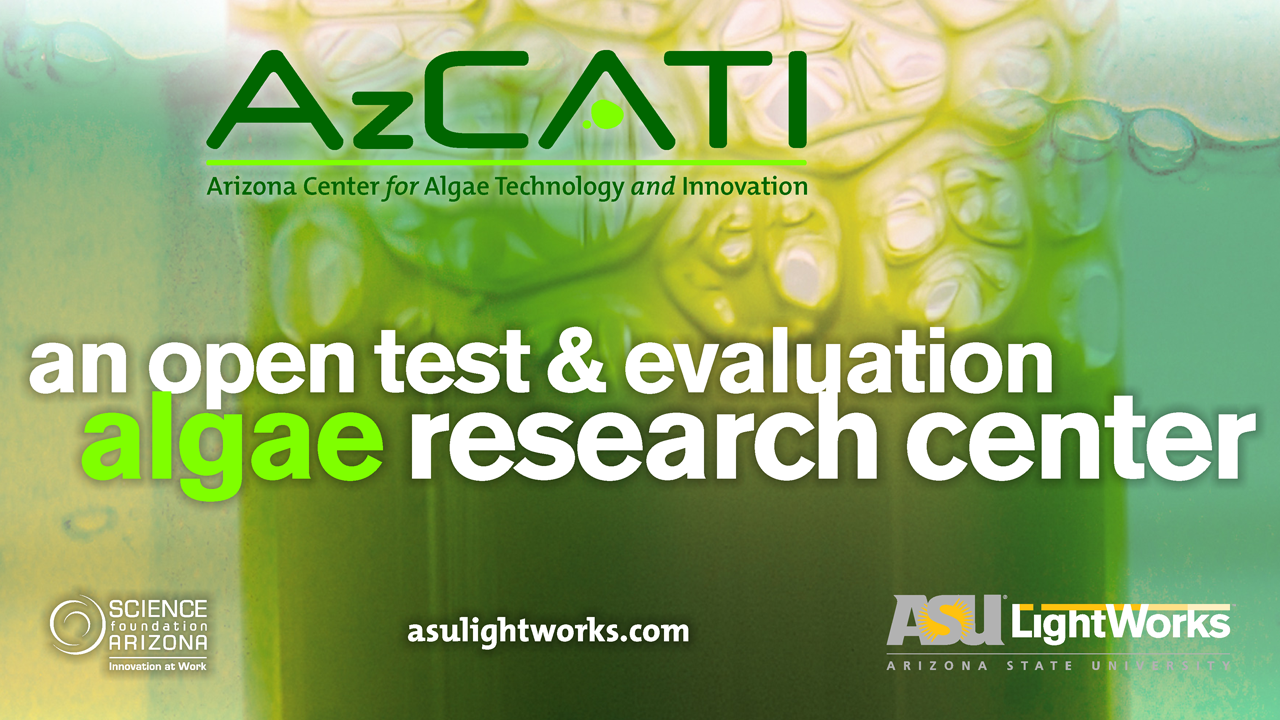 AzCATI
Arizona Center for Algae Technology and Innovation
an open test & evaluation
algae research center
SCIENCE
foundation
ARIZONA
Innovation at Work
asulightworks.com
ASU® LightWorks
ARIZONA STATE UNIVERSITY